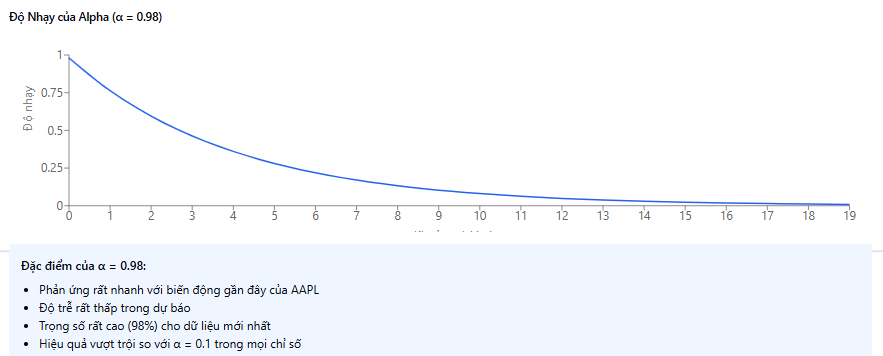 Độ Nhạy của Alpha (α = 0.98)
1
0.75
0.5
0.25
0
Độ nhạy
0 1 2 3 4 5 6 7 8 9 10 11 12 13 14 15 16 17 18 19
Đặc điểm của α = 0.98:
• Phản ứng rất nhanh với biến động gần đây của AAPL
• Độ trễ rất thấp trong dự báo
• Trọng số rất cao (98%) cho dữ liệu mới nhất
• Hiệu quả vượt trội so với α = 0.1 trong mọi chỉ số